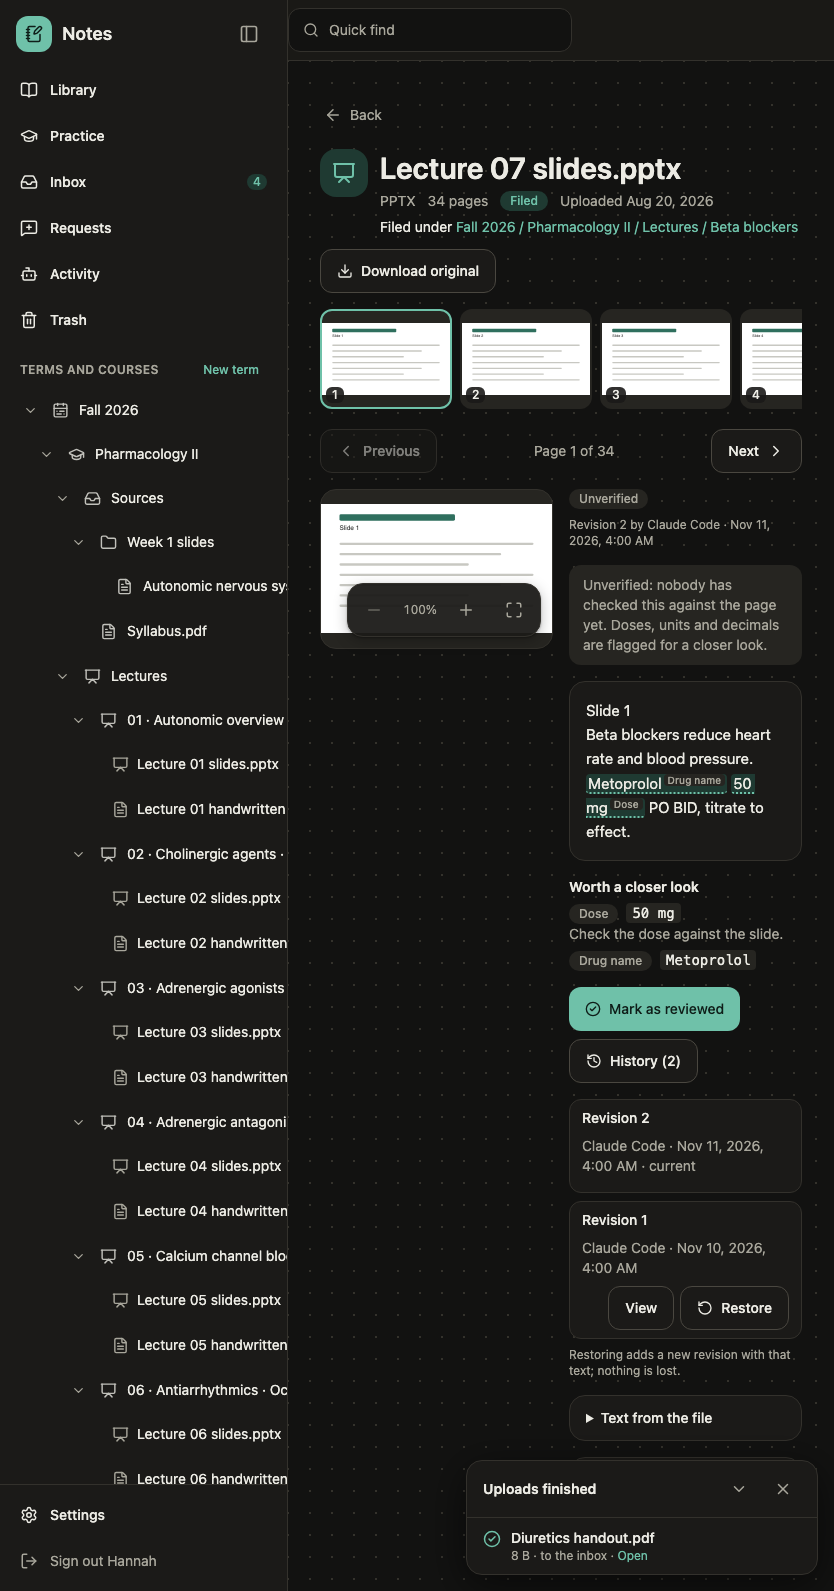 Notes
Library
Practice
Inbox 4
Requests
Activity
Trash
TERMS AND COURSES New term
Fall 2026
Pharmacology II
Sources
Week 1 slides
Autonomic nervous sys
Syllabus.pdf
Lectures
01 · Autonomic overview
Lecture 01 slides.pptx
Lecture 01 handwritten
02 · Cholinergic agents ·
Lecture 02 slides.pptx
Lecture 02 handwritten
03 · Adrenergic agonists
Lecture 03 slides.pptx
Lecture 03 handwritten
04 · Adrenergic antagoni
Lecture 04 slides.pptx
Lecture 04 handwritten
05 · Calcium channel blo
Lecture 05 slides.pptx
Lecture 05 handwritten
06 · Antiarrhythmics · Oc
Lecture 06 slides.pptx
Lecture 06 handwritten
Settings
Sign out Hannah
Quick find
Back
Lecture 07 slides.pptx
PPTX 34 pages Filed Uploaded Aug 20, 2026
Filed under Fall 2026 / Pharmacology II / Lectures / Beta blockers
Download original
Slide 1
1
Slide 2
2
Slide 3
3
Slide 4
4
Previous Page 1 of 34 Next
Slide 1
100%
Unverified
Revision 2 by Claude Code · Nov 11,
2026, 4:00 AM
Unverified: nobody has
checked this against the page
yet. Doses, units and decimals
are flagged for a closer look.
Slide 1
Beta blockers reduce heart
rate and blood pressure.
Metoprolol Drug name 50
mg Dose PO BID, titrate to
effect.
Worth a closer look
Dose 50 mg
Check the dose against the slide.
Drug name Metoprolol
Mark as reviewed
History (2)
Revision 2
Claude Code · Nov 11, 2026,
4:00 AM · current
Revision 1
Claude Code · Nov 10, 2026,
4:00 AM
View Restore
Restoring adds a new revision with that
text; nothing is lost.
Text from the file
Uploads finished
Diuretics handout.pdf
8 B · to the inbox · Open